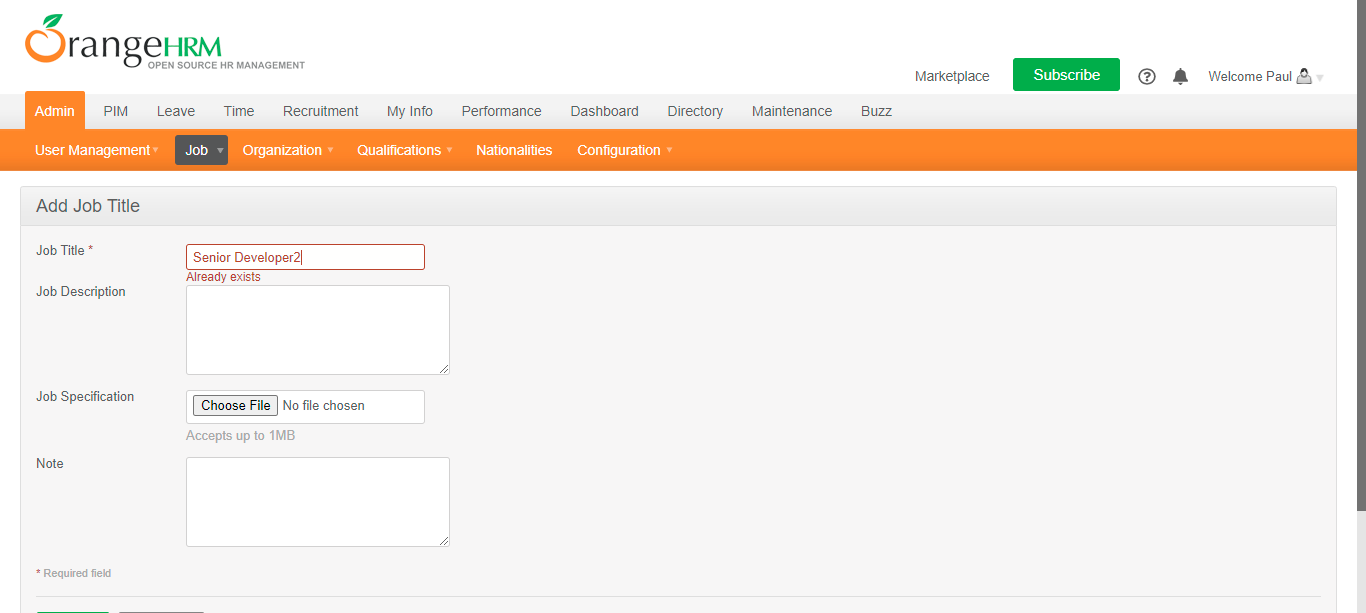 OrangeHRM
OPEN SOURCE HR MANAGEMENT
Marketplace Subscribe Welcome Paul
Admin PIM Leave Time Recruitment My Info Performance Dashboard Directory Maintenance Buzz
User Management Job Organization Qualifications Nationalities Configuration
Add Job Title
Job Title * Senior Developer2
Already exists
Job Description
Job Specification Choose File No file chosen
Accepts up to 1MB
Note
* Required field